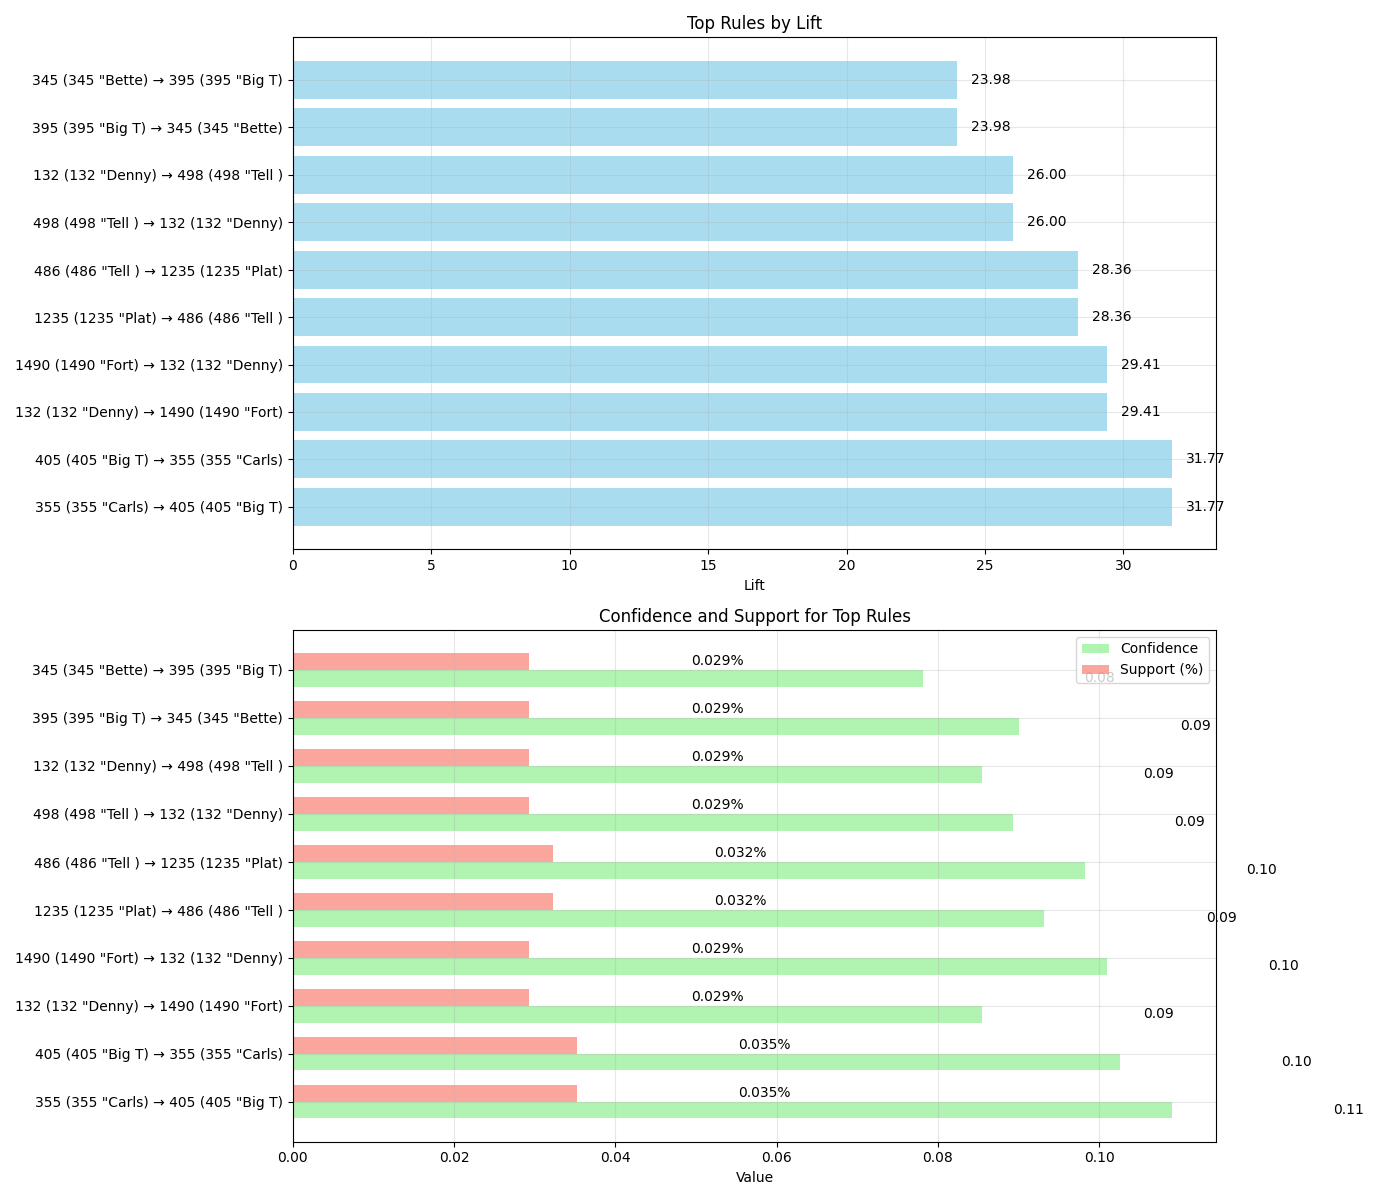 Top Rules by Lift
345 (345 "Bette) → 395 (395 "Big T) 23.98
395 (395 "Big T) → 345 (345 "Bette) 23.98
132 (132 "Denny) → 498 (498 "Tell ) 26.00
498 (498 "Tell ) → 132 (132 "Denny) 26.00
486 (486 "Tell ) → 1235 (1235 "Plat) 28.36
1235 (1235 "Plat) → 486 (486 "Tell ) 28.36
1490 (1490 "Fort) → 132 (132 "Denny) 29.41
132 (132 "Denny) → 1490 (1490 "Fort) 29.41
405 (405 "Big T) → 355 (355 "Carls) 31.77
355 (355 "Carls) → 405 (405 "Big T) 31.77
0 5 10 15 20 25 30
Lift
Confidence and Support for Top Rules
Confidence
Support (%)
345 (345 "Bette) → 395 (395 "Big T) 0.029% 0.08
395 (395 "Big T) → 345 (345 "Bette) 0.029% 0.09
132 (132 "Denny) → 498 (498 "Tell ) 0.029% 0.09
498 (498 "Tell ) → 132 (132 "Denny) 0.029% 0.09
486 (486 "Tell ) → 1235 (1235 "Plat) 0.032% 0.10
1235 (1235 "Plat) → 486 (486 "Tell ) 0.032% 0.09
1490 (1490 "Fort) → 132 (132 "Denny) 0.029% 0.10
132 (132 "Denny) → 1490 (1490 "Fort) 0.029% 0.09
405 (405 "Big T) → 355 (355 "Carls) 0.035% 0.10
355 (355 "Carls) → 405 (405 "Big T) 0.035% 0.11
0.00 0.02 0.04 0.06 0.08 0.10
Value